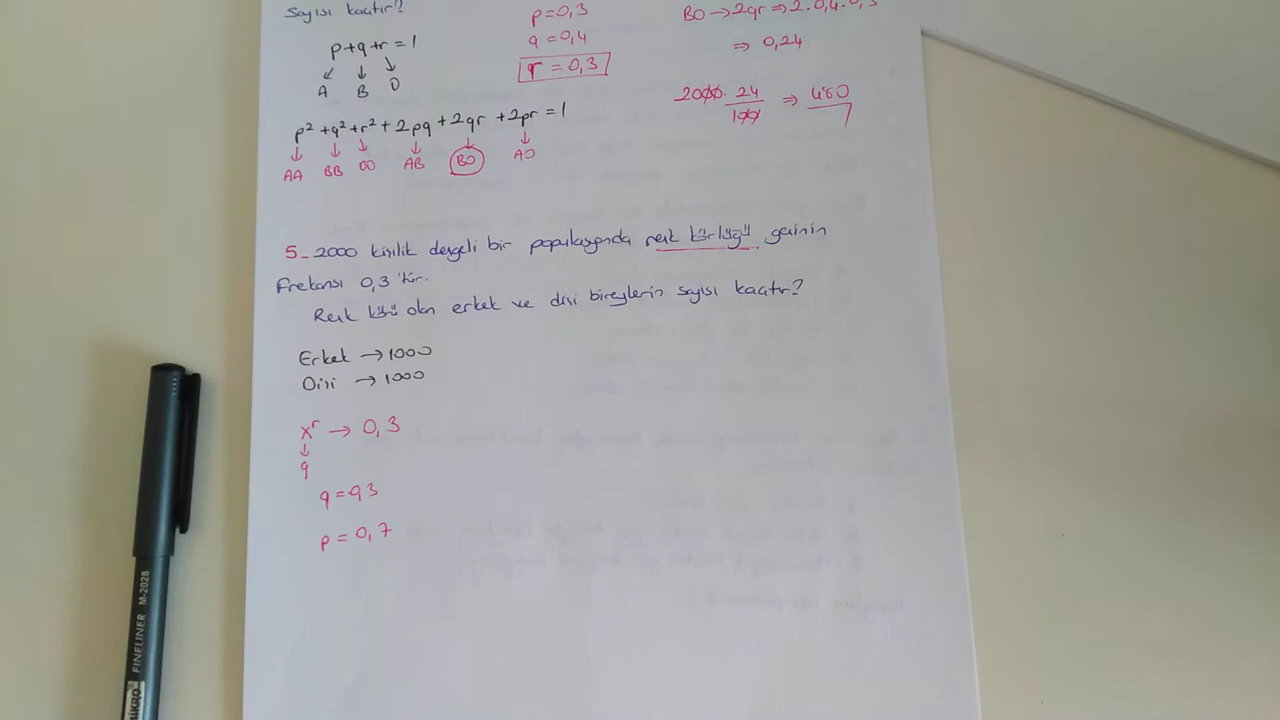 Sayısı kaçtır?
p+q+r=1
A B O
p²+q²+r²+2pq+2qr+2pr=1
AA BB OO AB BO AO
p=0,3
q=0,4
r=0,3
BO→2qr⇒2.0,4.0,3
⇒ 0,24
2000. 24/100 ⇒ 480
5_2000 kişilik dengeli bir populasyonda renk körlüğü geninin
frekansı 0,3'tür.
Renk körü olan erkek ve dişi bireylerin sayısı kaçtır?
Erkek →1000
Dişi →1000
Xʳ → 0,3
q
q=0,3
p=0,7
FINELINER M-2028
MİKRO